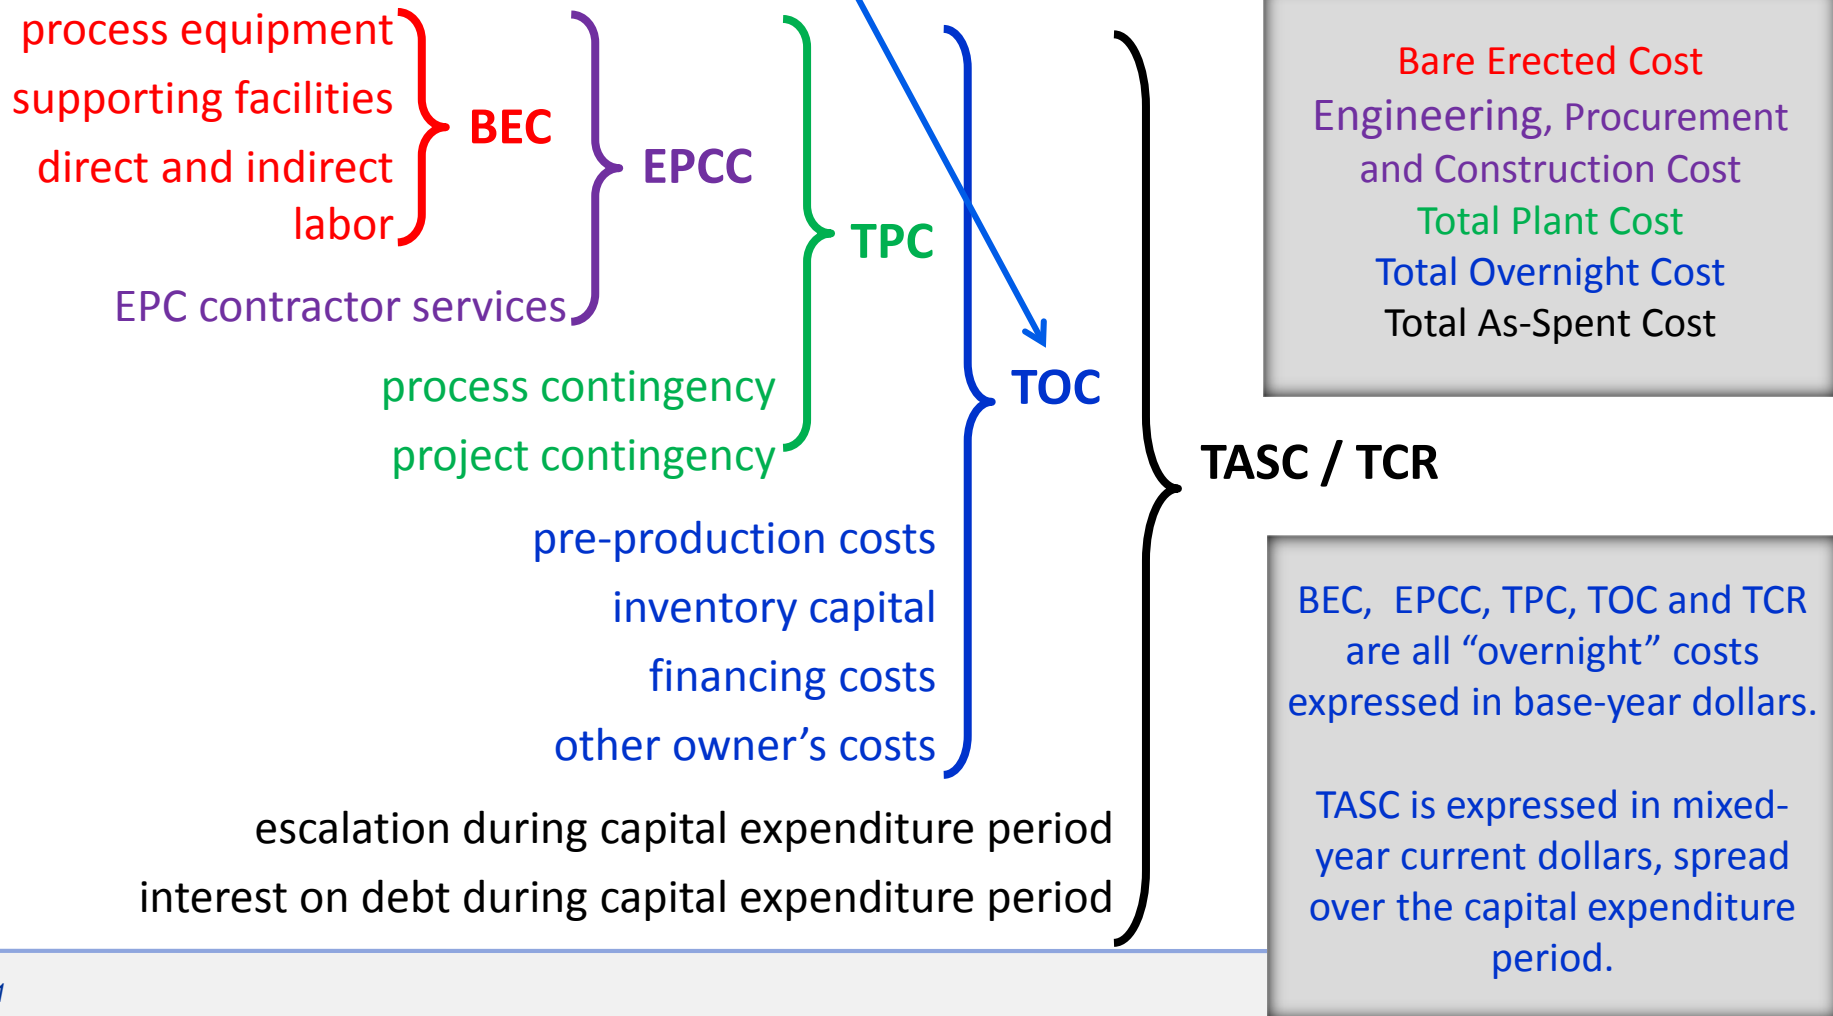 process equipment
supporting facilities
direct and indirect
labor
BEC
EPC contractor services
EPCC
process contingency
project contingency
TPC
pre-production costs
inventory capital
financing costs
other owner’s costs
TOC
escalation during capital expenditure period
interest on debt during capital expenditure period
TASC / TCR
Bare Erected Cost
Engineering, Procurement
and Construction Cost
Total Plant Cost
Total Overnight Cost
Total As-Spent Cost
BEC,  EPCC, TPC, TOC and TCR
are all “overnight” costs
expressed in base-year dollars.
TASC is expressed in mixed-
year current dollars, spread
over the capital expenditure
period.